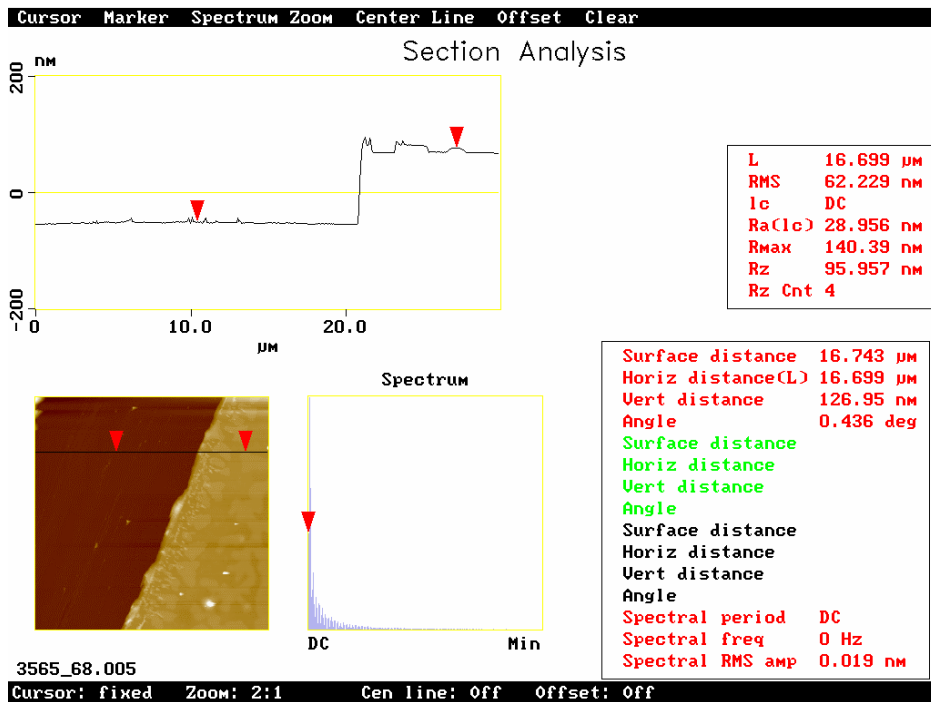 Cursor Marker Spectrum Zoom Center Line Offset Clear
Section Analysis
nM
200
0
-200
0 10.0 20.0
µM
L 16.699 µM
RMS 62.229 nM
lc DC
Ra(lc) 28.956 nM
Rmax 140.39 nM
Rz 95.957 nM
Rz Cnt 4
Spectrum
DC Min
Surface distance 16.743 µM
Horiz distance(L) 16.699 µM
Vert distance 126.95 nM
Angle 0.436 deg
Surface distance
Horiz distance
Vert distance
Angle
Surface distance
Horiz distance
Vert distance
Angle
Spectral period DC
Spectral freq 0 Hz
Spectral RMS amp 0.019 nM
3565_68.005
Cursor: fixed Zoom: 2:1 Cen line: Off Offset: Off